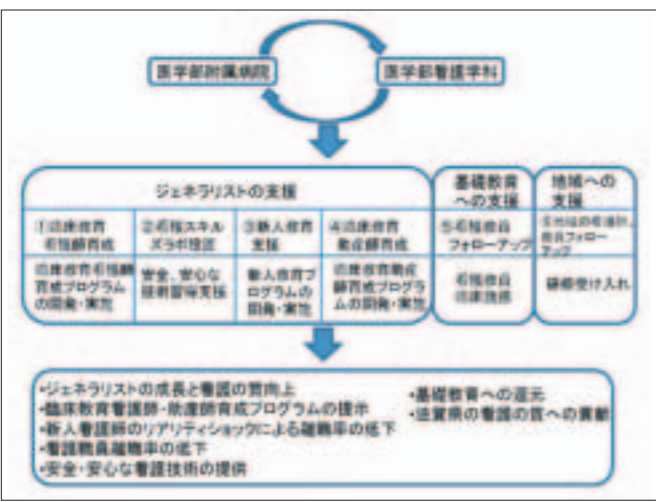 医学部附属病院
医学部看護学科
ジェネラリストの支援
基礎教育
への支援
地域への
支援
①臨床教育
看護師育成
②看護スキル
ズラボ推進
③新人教育
支援
④臨床教育
助産師育成
⑤看護教員
フォローアップ
フォロー
アップ
臨床教育看護師
育成プログラム
の開発・実施
安全、安心な
技術習得支援
新人教育プ
ログラムの
開発・実施
臨床教育助産
師育成プログラ
ムの開発・実施
看護教員
臨床
研修受け入れ
•ジェネラリストの成長と看護の質向上
•臨床教育看護師・助産師育成プログラムの提示
•新人看護師のリアリティショックによる離職率の低下
•看護職員離職率の低下
•安全・安心な看護技術の提供
•基礎教育への還元
•滋賀県の看護の質への貢献